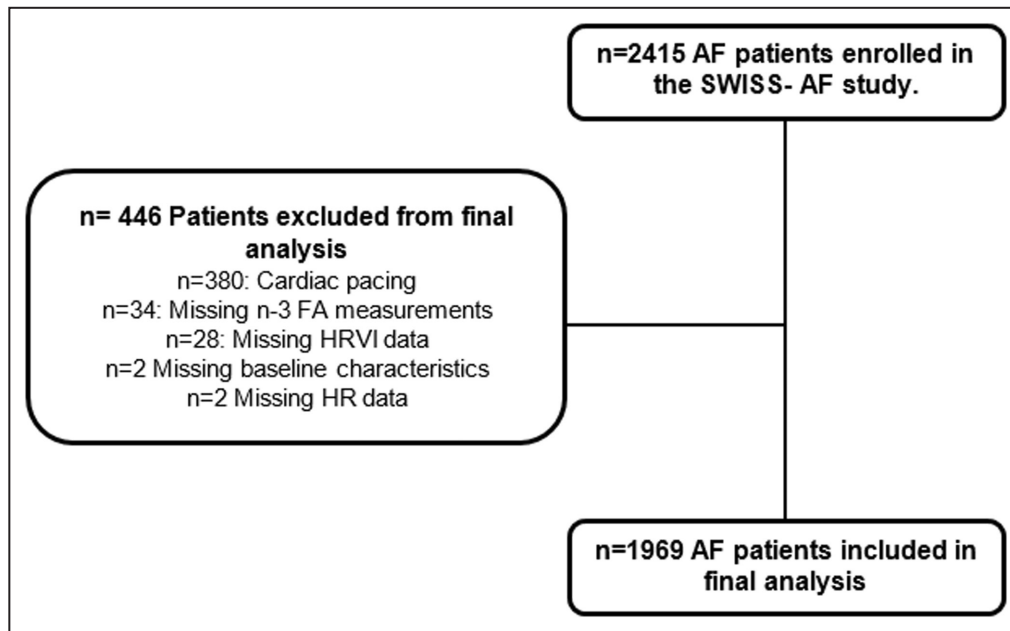 n=2415 AF patients enrolled in
the SWISS- AF study.
n= 446 Patients excluded from final
analysis
n=380: Cardiac pacing
n=34: Missing n-3 FA measurements
n=28: Missing HRVI data
n=2 Missing baseline characteristics
n=2 Missing HR data
n=1969 AF patients included in
final analysis